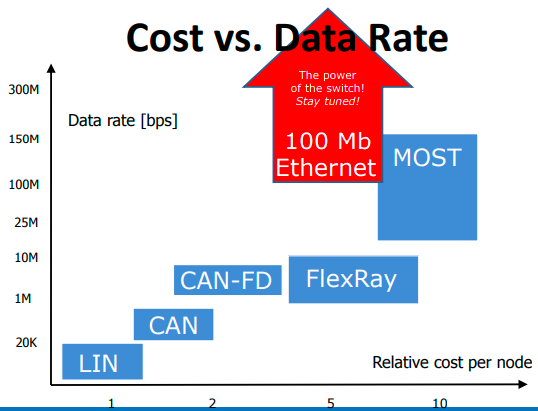 Cost vs. Data Rate
The power
of the switch!
Stay tuned!
100 Mb
Ethernet
300M
Data rate [bps]
150M
MOST
100M
25M
10M
CAN-FD
FlexRay
1M
CAN
20K
LIN
Relative cost per node
1
2
5
10